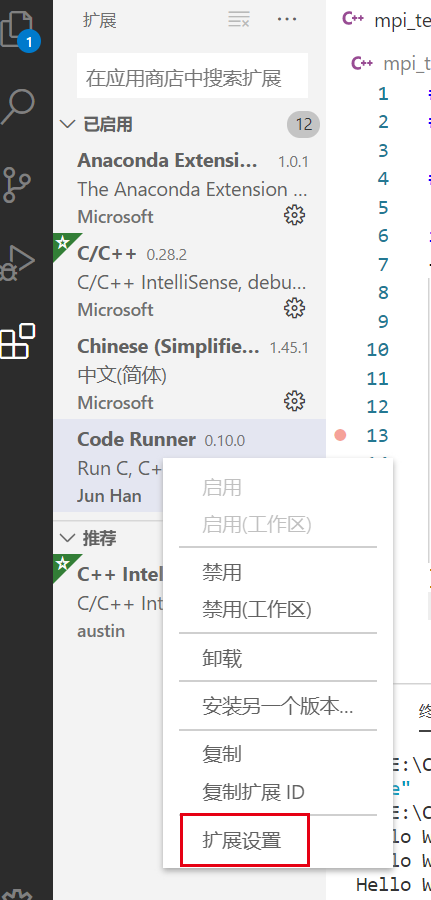 扩展
C++ mpi_te
1
在应用商店中搜索扩展
C++ mpi_t
已启用 12
Anaconda Extensi... 1.0.1
The Anaconda Extension ...
Microsoft
C/C++ 0.28.2
C/C++ IntelliSense, debu...
Microsoft
Chinese (Simplifie... 1.45.1
中文(简体)
Microsoft
Code Runner 0.10.0
Run C, C+
Jun Han
推荐
C++ Intel
C/C++ Int
austin
启用
启用(工作区)
禁用
禁用(工作区)
卸载
安装另一个版本...
复制
复制扩展 ID
扩展设置
1
2
3
4
5
6
7
8
9
10
11
12
13
终
E:\C
e"
E:\C
lo W
lo W
Hello W